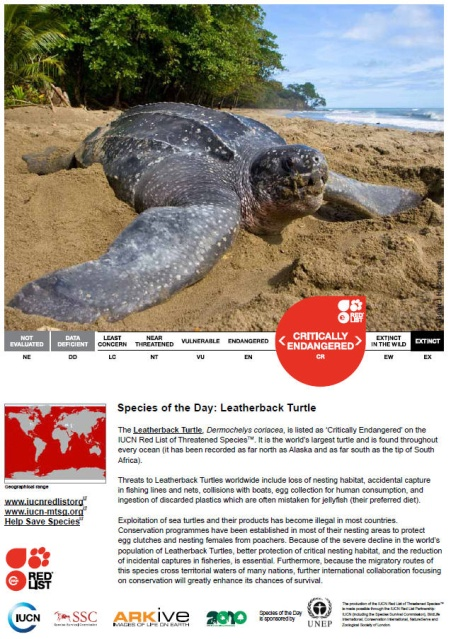 RED LIST
NOT EVALUATED
DATA DEFICIENT
LEAST CONCERN
NEAR THREATENED
VULNERABLE
ENDANGERED
< CRITICALLY ENDANGERED >
EXTINCT IN THE WILD
EXTINCT
NE DD LC NT VU EN CR EW EX
Species of the Day: Leatherback Turtle
The Leatherback Turtle, Dermochelys coriacea, is listed as 'Critically Endangered' on the
IUCN Red List of Threatened Species™. It is the world's largest turtle and is found throughout
every ocean (it has been recorded as far north as Alaska and as far south as the tip of South
Africa).
Threats to Leatherback Turtles worldwide include loss of nesting habitat, accidental capture
in fishing lines and nets, collisions with boats, egg collection for human consumption, and
ingestion of discarded plastics which are often mistaken for jellyfish (their preferred diet).
Exploitation of sea turtles and their products has become illegal in most countries.
Conservation programmes have been established in most of their nesting areas to protect
egg clutches and nesting females from poachers. Because of the severe decline in the world's
population of Leatherback Turtles, better protection of critical nesting habitat, and the reduction
of incidental captures in fisheries, is essential. Furthermore, because the migratory routes of
this species cross territorial waters of many nations, further international collaboration focusing
on conservation will greatly enhance its chances of survival.
Geographical range
www.iucnredlistorg
www.iucn-mtsg.org
Help Save Species
RED LIST
IUCN
SSC
Species Survival Commission
ARKive
IMAGES OF LIFE ON EARTH
2010
Species of the Day
is sponsored by
UNEP
The production of the IUCN Red List of Threatened Species™ is
made possible through the IUCN Red List Partnership:
IUCN (including the Species Survival Commission), BirdLife
International, Conservation International, NatureServe and
Zoological Society of London